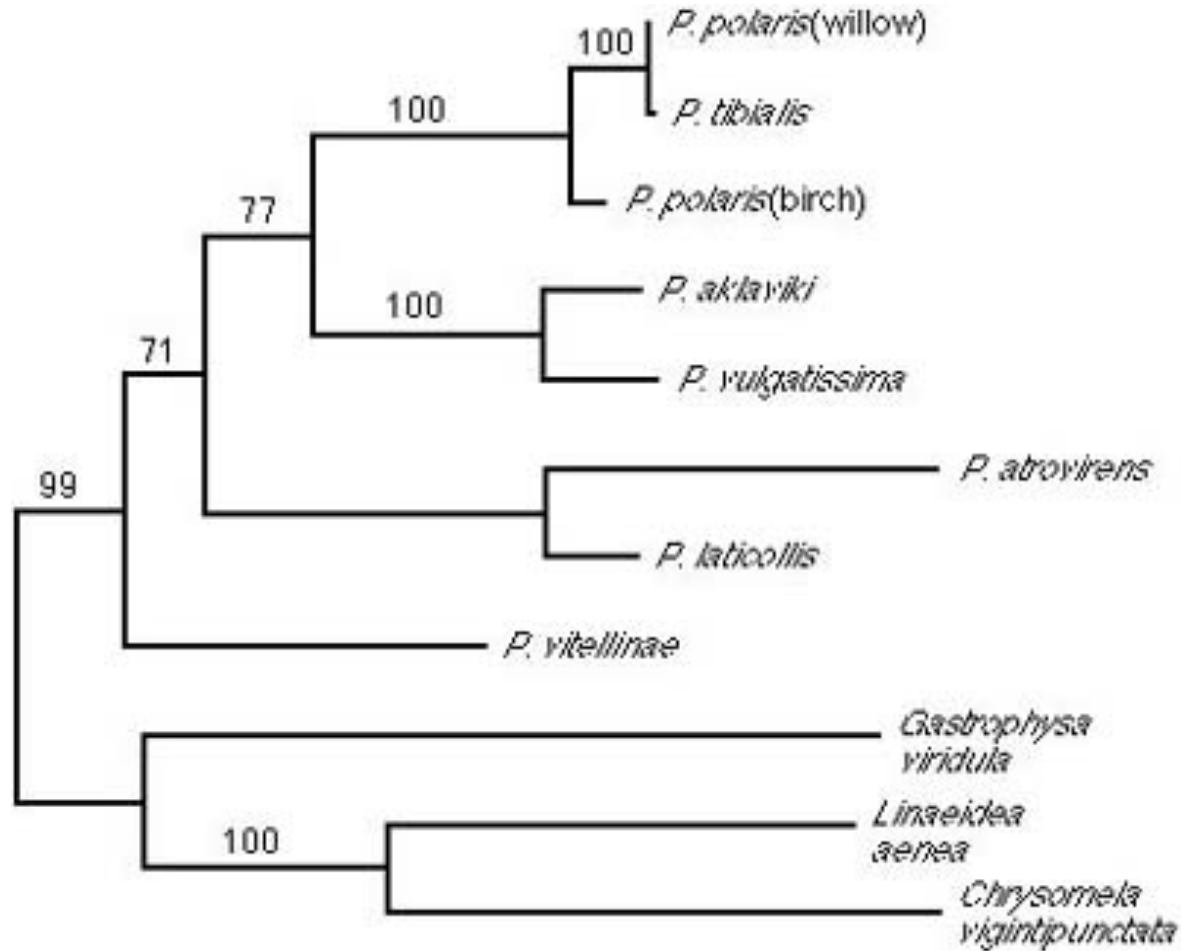 P. polaris(willow)
100
P. tibialis
100
P. polaris(birch)
77
P. aklaviki
100
P. vulgatissima
71
P. atrovirens
99
P. laticollis
P. vitellinae
Gastrophysa
viridula
Linaeidea
aenea
100
Chrysomela
vigintipunctata